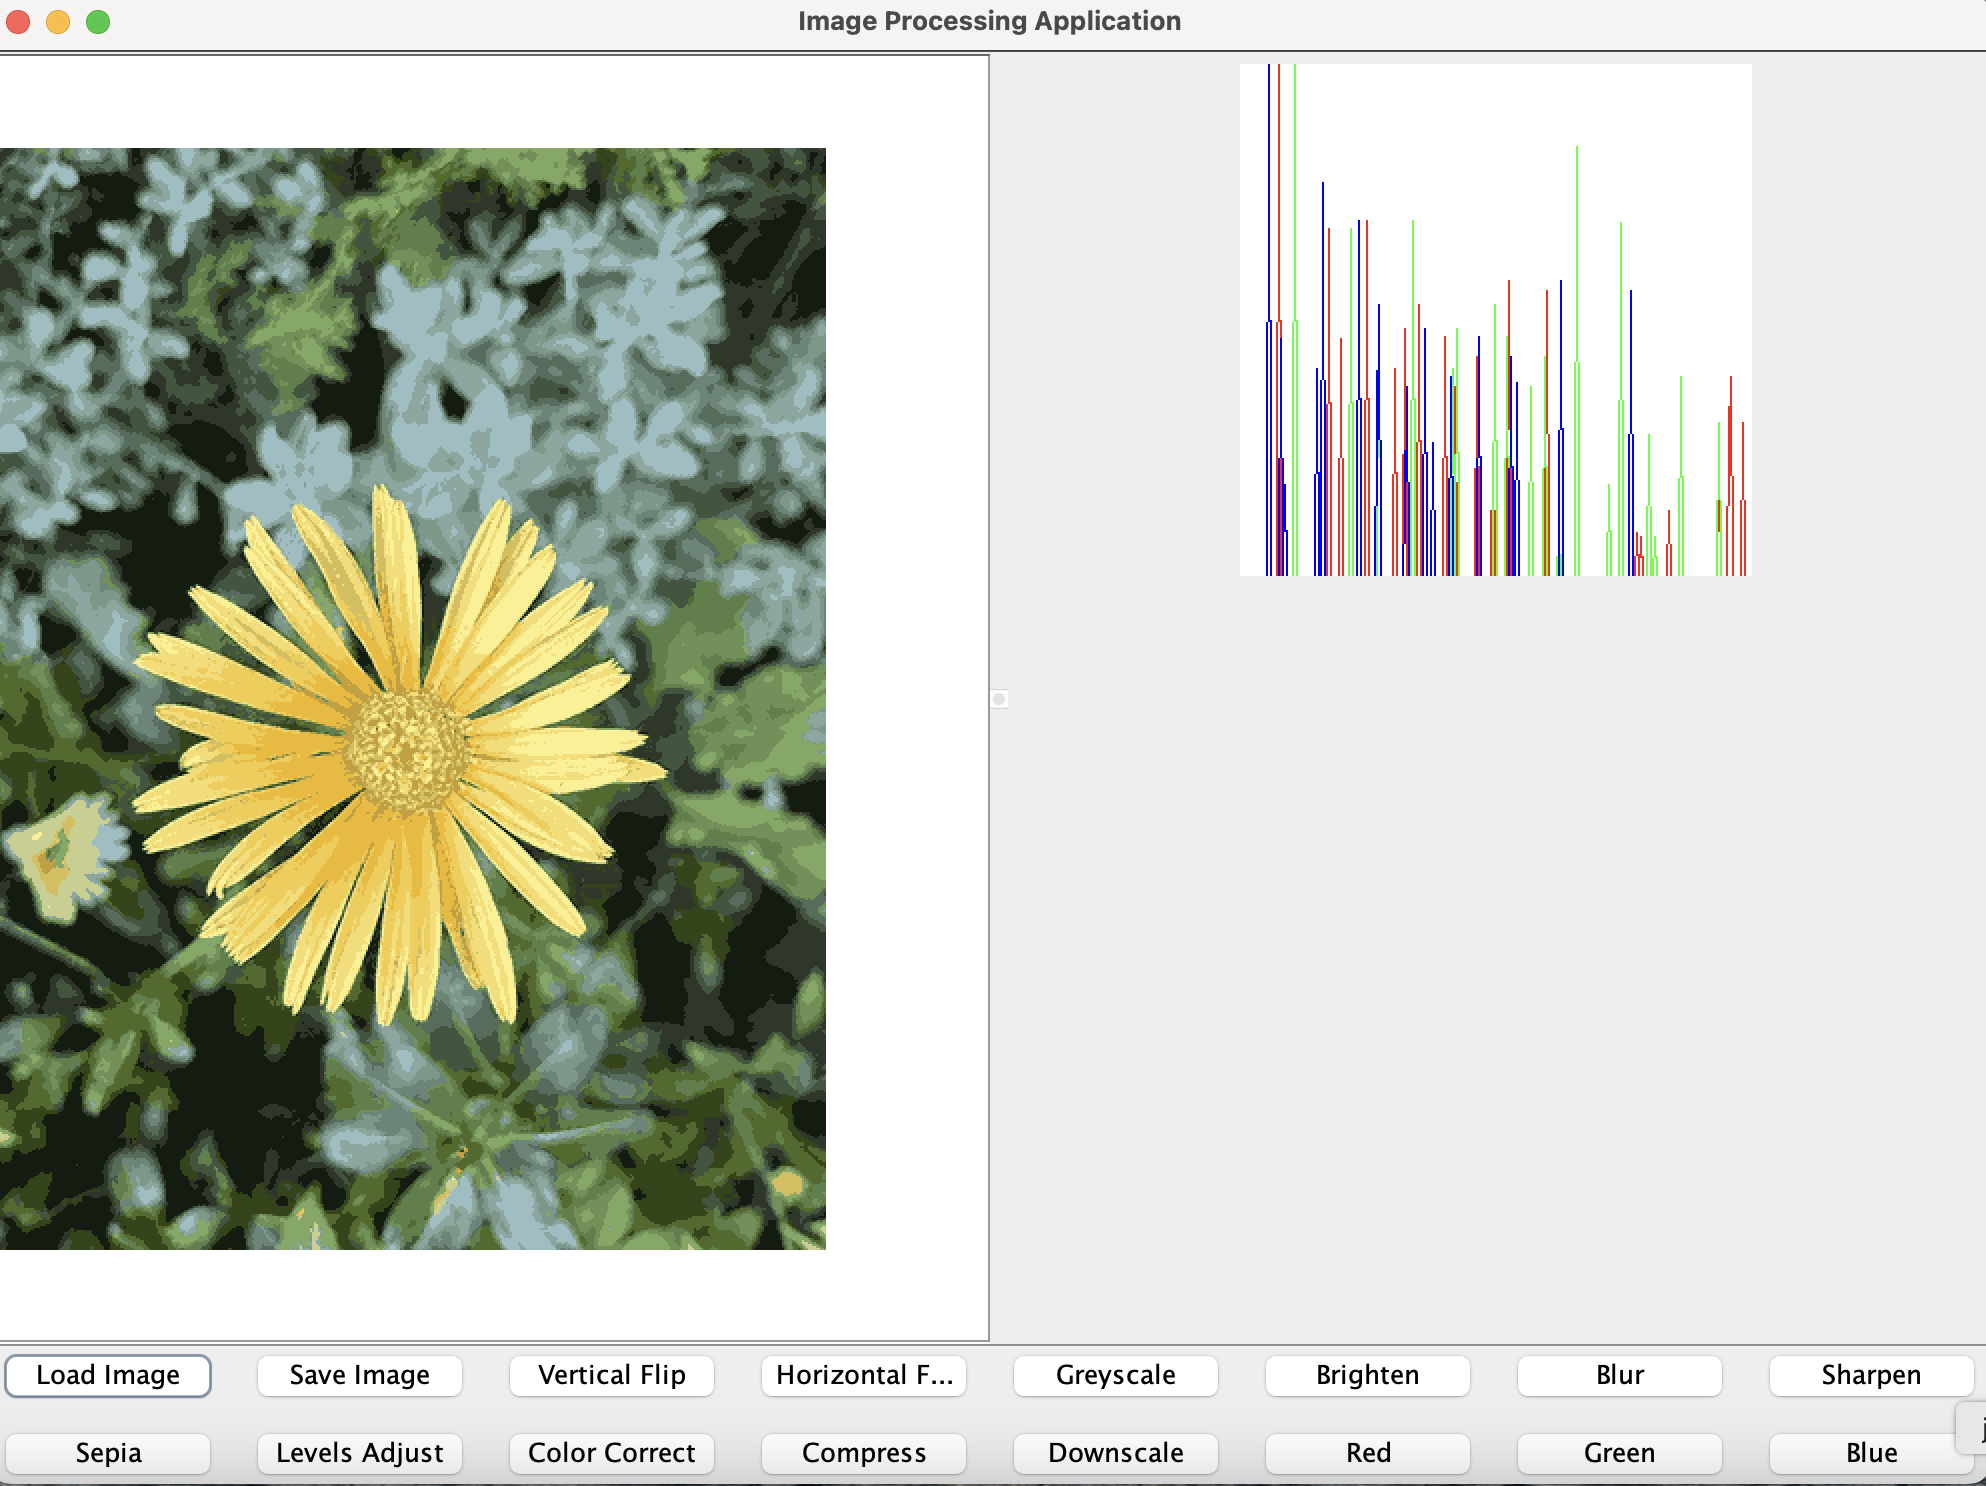 Image Processing Application
Load Image
Save Image
Vertical Flip
Horizontal F...
Greyscale
Brighten
Blur
Sharpen
Sepia
Levels Adjust
Color Correct
Compress
Downscale
Red
Green
Blue